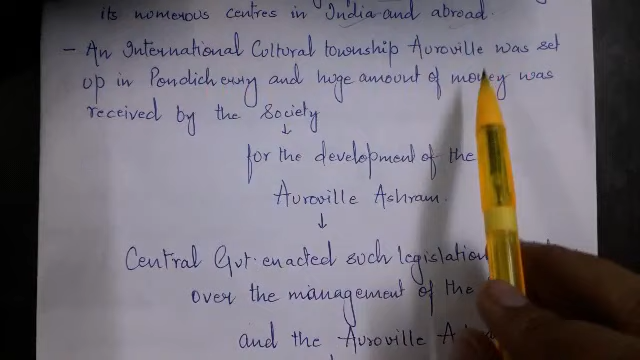 its numerous centres in India and abroad.
- An International Cultural township Auroville was set
up in Pondicherry and huge amount of money was
received by the society
↓
for the development of the
Auroville Ashram.
↓
Central Gvt. enacted such legislation
over the management of the
and the Auroville